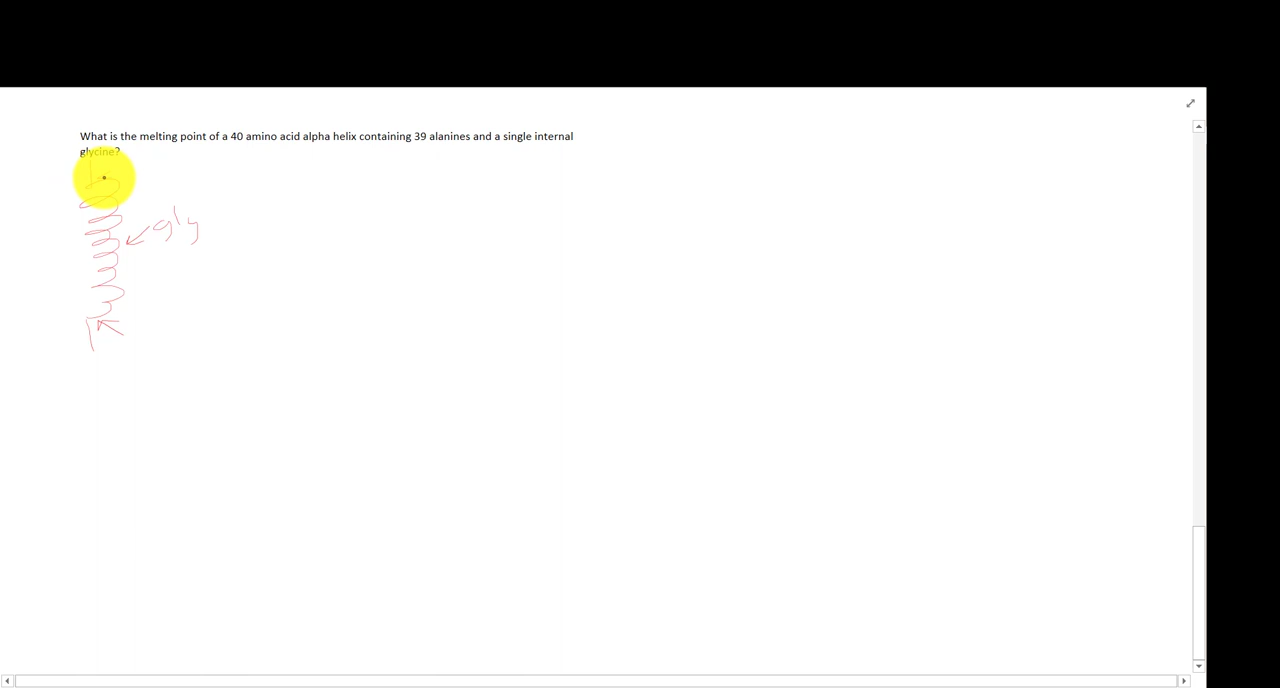 What is the melting point of a 40 amino acid alpha helix containing 39 alanines and a single internal
glycine?
gly